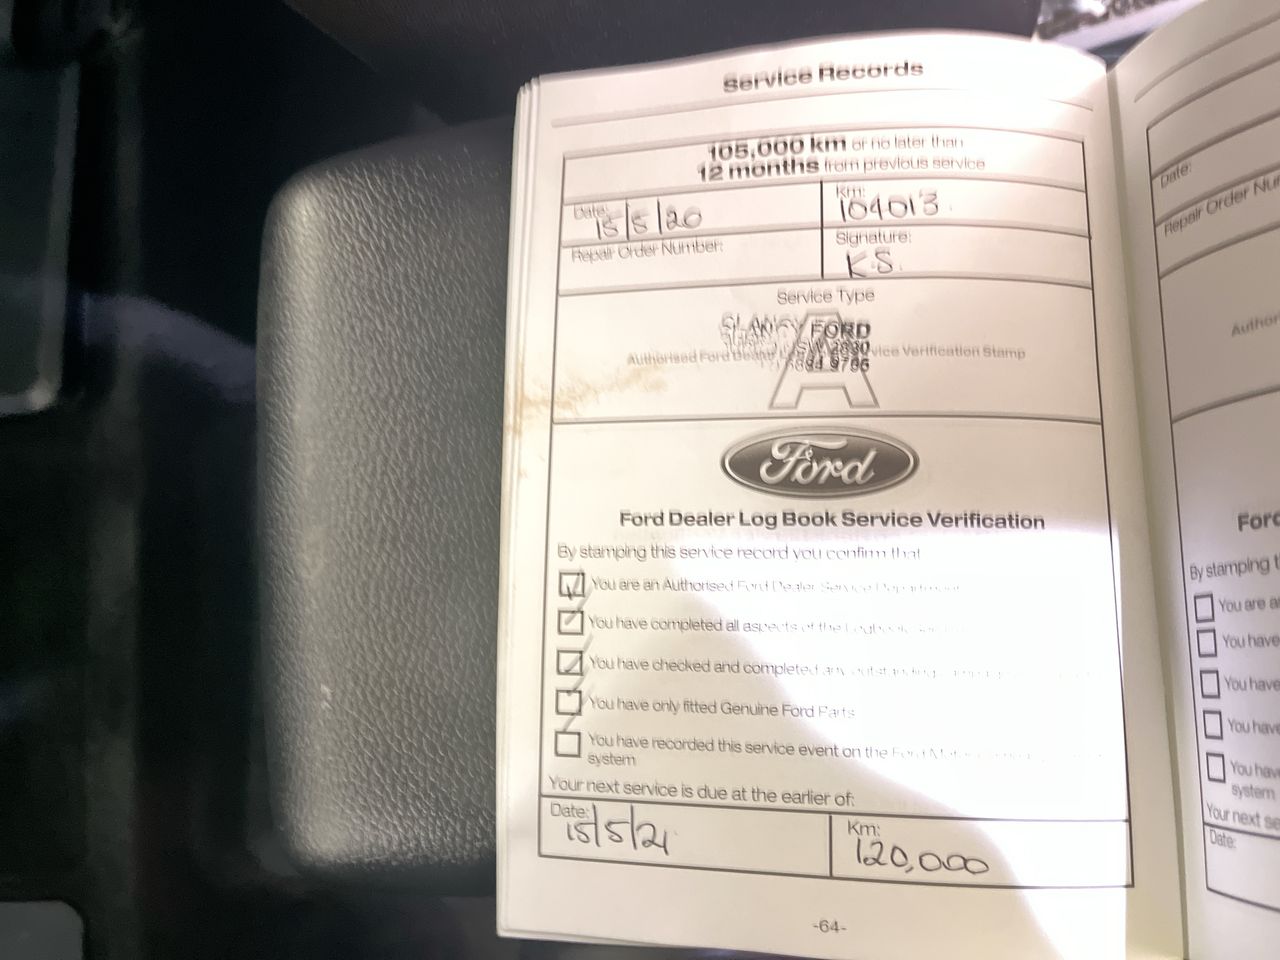 Service Records
105,000 km or no later than
12 months from previous service
Date: 15/5/20
Km: 104013
Repair Order Number:
Signature: K.S.
Service Type
A
FORD
Authorised Ford Dealer Service Verification Stamp
2830
9796
Ford
Ford Dealer Log Book Service Verification
By stamping this service record you confirm that
You are an Authorised Ford Dealer Service Department
You have completed all aspects of the Logbook
You have checked and completed any outstanding
You have only fitted Genuine Ford Parts
You have recorded this service event on the Ford
system
Your next service is due at the earlier of:
Date: 15/5/21
Km: 120,000
-64-
Date:
Repair Order
By stamping
You are
You have
You have
You have
You have
system
Your next
Date: